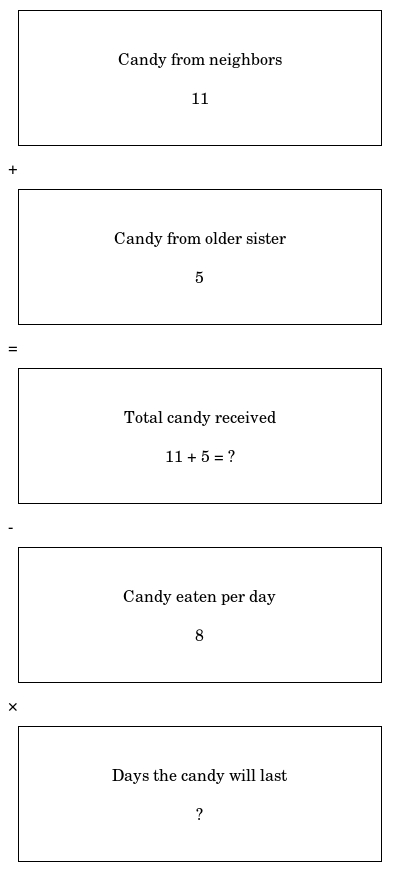 Candy from neighbors
11
+
Candy from older sister
5
=
Total candy received
11 + 5 = ?
-
Candy eaten per day
8
×
Days the candy will last
?